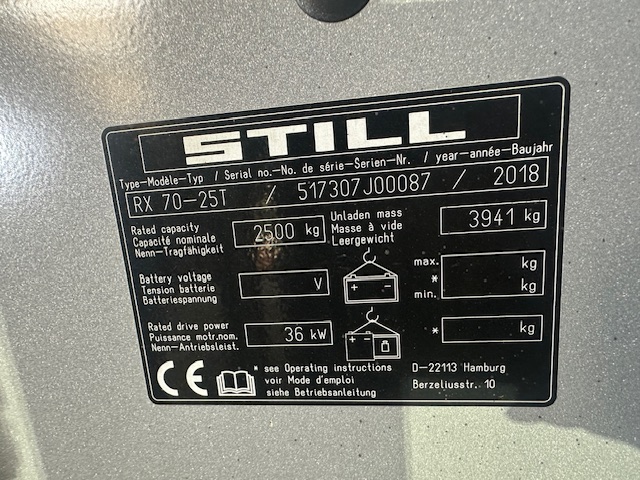 STILL
Type-Modèle-Typ / Serial no.-No. de série-Serien-Nr. / year-année-Baujahr
RX 70-25T / 517307J00087 / 2018
Rated capacity
Capacité nominale
Nenn-Tragfähigkeit
2500 kg
Unladen mass
Masse à vide
Leergewicht
3941 kg
Battery voltage
Tension batterie
Batteriespannung
V
+ -
max.
*
min.
kg
kg
Rated drive power
Puissance motr.nom.
Nenn-Antriebsleist.
36 kW
+ -
* kg
CE
* see Operating instructions
voir Mode d'emploi
siehe Betriebsanleitung
D-22113 Hamburg
Berzeliusstr. 10